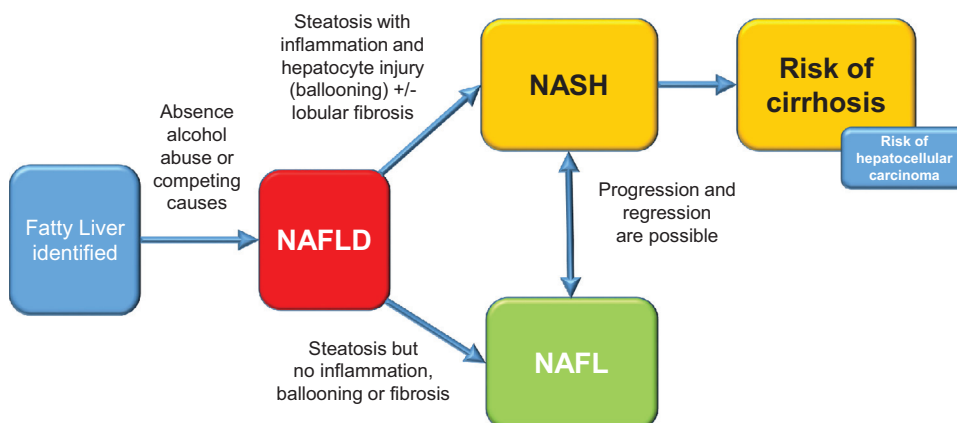 Fatty Liver
identified
Absence
alcohol
abuse or
competing
causes
NAFLD
Steatosis with
inflammation and
hepatocyte injury
(ballooning) +/-
lobular fibrosis
Steatosis but
no inflammation,
ballooning or fibrosis
NASH
NAFL
Progression and
regression
are possible
Risk of
cirrhosis
Risk of
hepatocellular
carcinoma